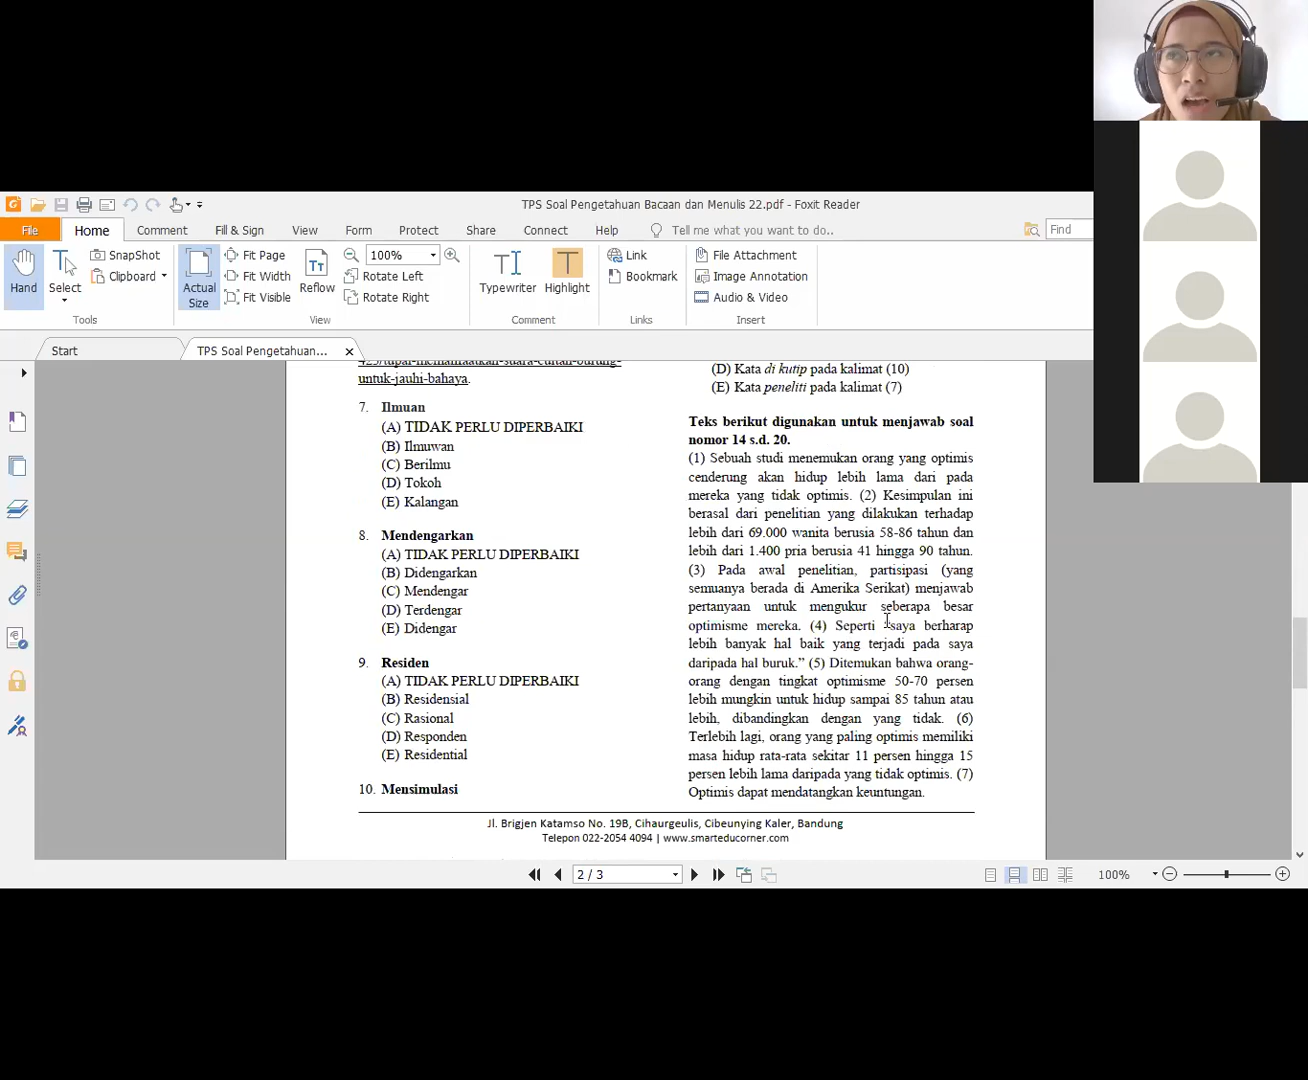 TPS Soal Pengetahuan Bacaan dan Menulis 22.pdf - Foxit Reader
File Home Comment Fill & Sign View Form Protect Share Connect Help Tell me what you want to do.. Find
Hand
Select
SnapShot
Clipboard
Tools
Actual Size
Fit Page
Fit Width
Fit Visible
Reflow
100%
Rotate Left
Rotate Right
View
Typewriter
Highlight
Comment
Link
Bookmark
Links
File Attachment
Image Annotation
Audio & Video
Insert
Start
TPS Soal Pengetahuan...
425/tupai-memanfaatkan-suara-cuitan-burung-
untuk-jauhi-bahaya.
7. Ilmuan
(A) TIDAK PERLU DIPERBAIKI
(B) Ilmuwan
(C) Berilmu
(D) Tokoh
(E) Kalangan
8. Mendengarkan
(A) TIDAK PERLU DIPERBAIKI
(B) Didengarkan
(C) Mendengar
(D) Terdengar
(E) Didengar
9. Residen
(A) TIDAK PERLU DIPERBAIKI
(B) Residensial
(C) Rasional
(D) Responden
(E) Residential
10. Mensimulasi
(D) Kata di kutip pada kalimat (10)
(E) Kata peneliti pada kalimat (7)
Teks berikut digunakan untuk menjawab soal
nomor 14 s.d. 20.
(1) Sebuah studi menemukan orang yang optimis
cenderung akan hidup lebih lama dari pada
mereka yang tidak optimis. (2) Kesimpulan ini
berasal dari penelitian yang dilakukan terhadap
lebih dari 69.000 wanita berusia 58-86 tahun dan
lebih dari 1.400 pria berusia 41 hingga 90 tahun.
(3) Pada awal penelitian, partisipasi (yang
semuanya berada di Amerika Serikat) menjawab
pertanyaan untuk mengukur seberapa besar
optimisme mereka. (4) Seperti "saya berharap
lebih banyak hal baik yang terjadi pada saya
daripada hal buruk.” (5) Ditemukan bahwa orang-
orang dengan tingkat optimisme 50-70 persen
lebih mungkin untuk hidup sampai 85 tahun atau
lebih, dibandingkan dengan yang tidak. (6)
Terlebih lagi, orang yang paling optimis memiliki
masa hidup rata-rata sekitar 11 persen hingga 15
persen lebih lama daripada yang tidak optimis. (7)
Optimis dapat mendatangkan keuntungan.
Jl. Brigjen Katamso No. 19B, Cihaurgeulis, Cibeunying Kaler, Bandung
Telepon 022-2054 4094 | www.smarteducorner.com
2 / 3
100%